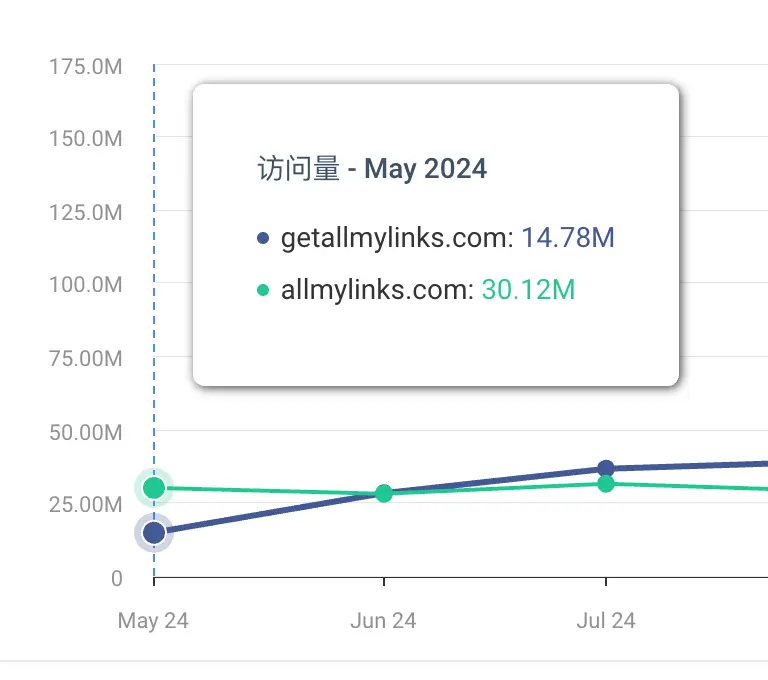 175.0M
150.0M
125.0M
100.0M
75.00M
50.00M
25.00M
0
访问量 - May 2024
getallmylinks.com: 14.78M
allmylinks.com: 30.12M
May 24
Jun 24
Jul 24